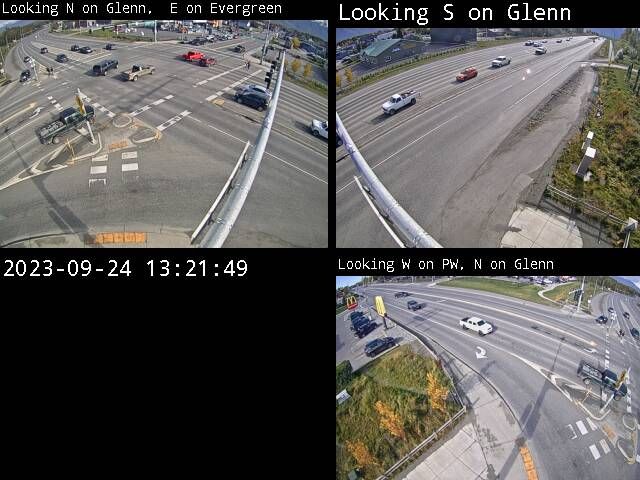 Looking N on Glenn,  E on Evergreen
Looking S on Glenn
2023-09-24 13:21:49
Looking W on PW, N on Glenn